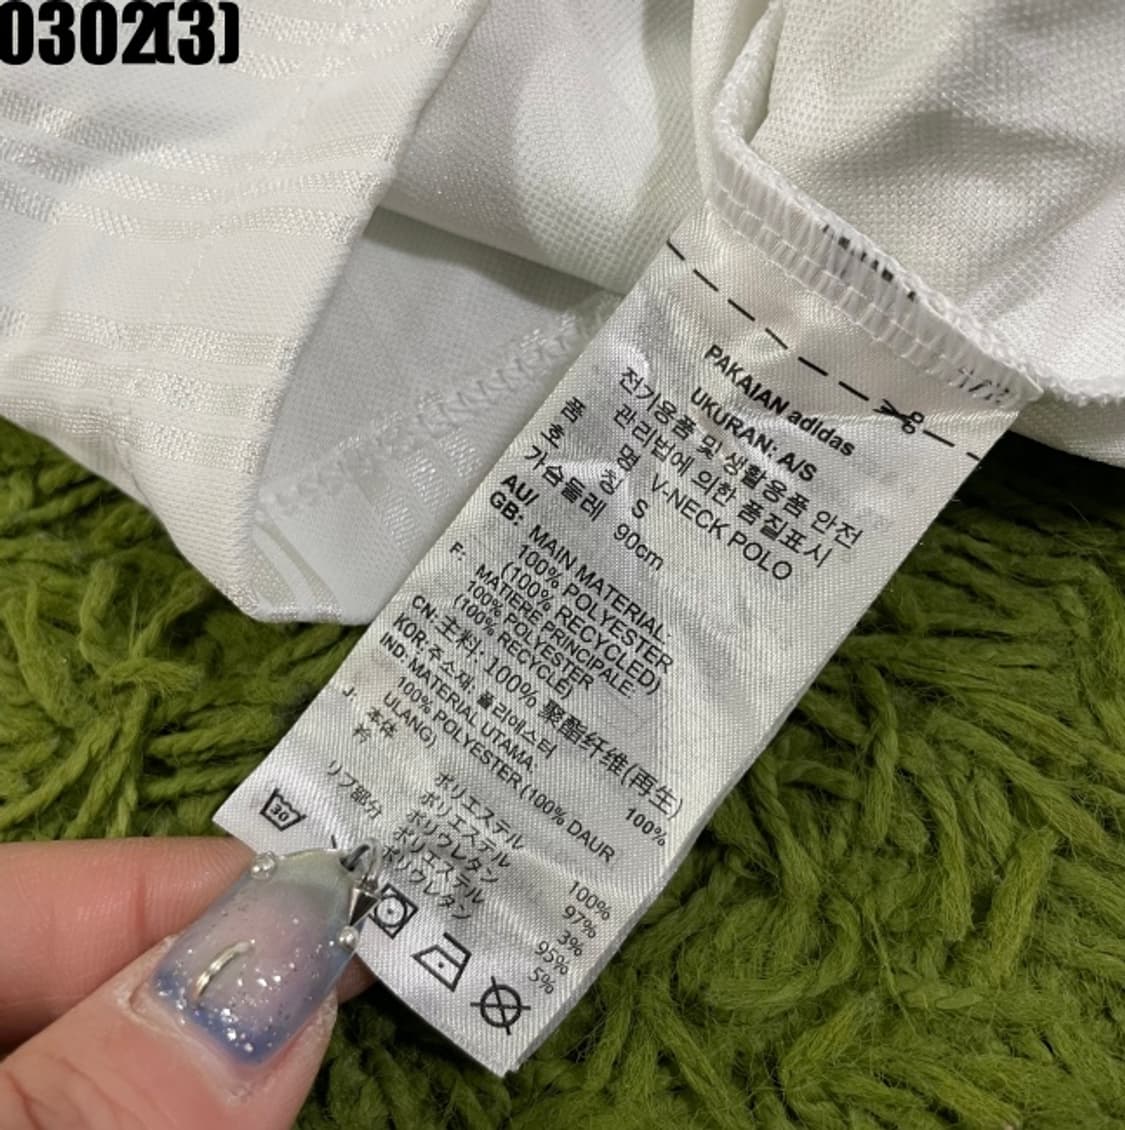 0302(3)
PAKAIAN adidas
UKURAN: A/S
전기용품 및 생활용품 안전
관리법에 의한 품질표시
품 명 V-NECK POLO
호 칭 S
가슴둘레 90cm
AU/
GB: MAIN MATERIAL:
100% POLYESTER
(100% RECYCLED)
F: MATIERE PRINCIPALE:
100% POLYESTER
(100% RECYCLE)
CN: 主料: 100% 聚酯纤维(再生)
KOR: 주소재: 폴리에스터 100%
IND: MATERIAL UTAMA:
100% POLYESTER (100% DAUR
ULANG)
J: 本体 ポリエステル 100%
衿 ポリエステル 97%
ポリウレタン 3%
リブ部分 ポリエステル 95%
ポリウレタン 5%
30